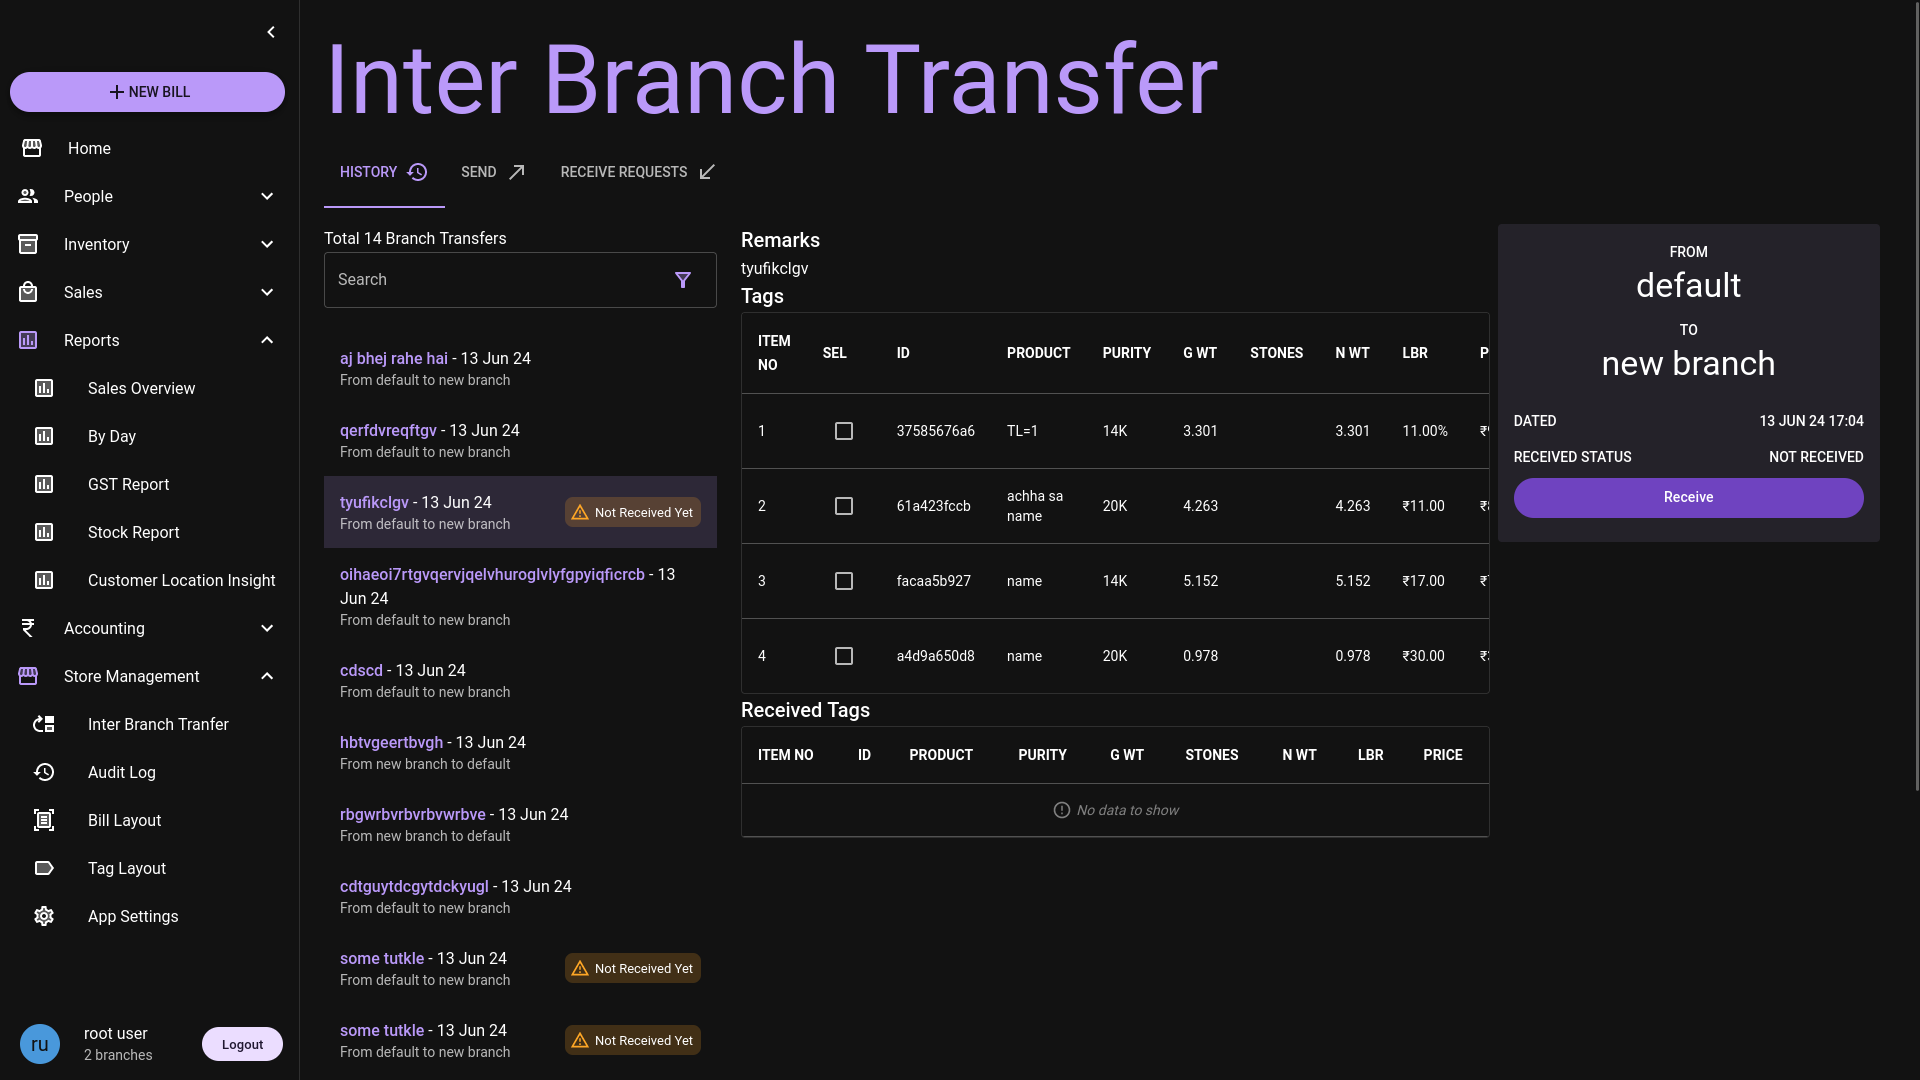 NEW BILL
Home
People
Inventory
Sales
Reports
Sales Overview
By Day
GST Report
Stock Report
Customer Location Insight
Accounting
Store Management
Inter Branch Tranfer
Audit Log
Bill Layout
Tag Layout
App Settings
ru
root user
2 branches
Logout
Inter Branch Transfer
HISTORY
SEND
RECEIVE REQUESTS
Total 14 Branch Transfers
Search
aj bhej rahe hai - 13 Jun 24
From default to new branch
qerfdvreqftgv - 13 Jun 24
From default to new branch
tyufikclgv - 13 Jun 24
From default to new branch
Not Received Yet
oihaeoi7rtgvqervjqelvhuroglvlyfgpyiqficrcb - 13
Jun 24
From default to new branch
cdscd - 13 Jun 24
From default to new branch
hbtvgeertbvgh - 13 Jun 24
From new branch to default
rbgwrbvrbvrbvwrbve - 13 Jun 24
From new branch to default
cdtguytdcgytdckyugl - 13 Jun 24
From default to new branch
some tutkle - 13 Jun 24
From default to new branch
Not Received Yet
some tutkle - 13 Jun 24
From default to new branch
Not Received Yet
Remarks
tyufikclgv
Tags
ITEM NO SEL ID PRODUCT PURITY G WT STONES N WT LBR P
1 37585676a6 TL=1 14K 3.301 3.301 11.00% ₹
2 61a423fccb achha sa name 20K 4.263 4.263 ₹11.00 ₹
3 facaa5b927 name 14K 5.152 5.152 ₹17.00 ₹
4 a4d9a650d8 name 20K 0.978 0.978 ₹30.00 ₹
Received Tags
ITEM NO ID PRODUCT PURITY G WT STONES N WT LBR PRICE
No data to show
FROM
default
TO
new branch
DATED 13 JUN 24 17:04
RECEIVED STATUS NOT RECEIVED
Receive